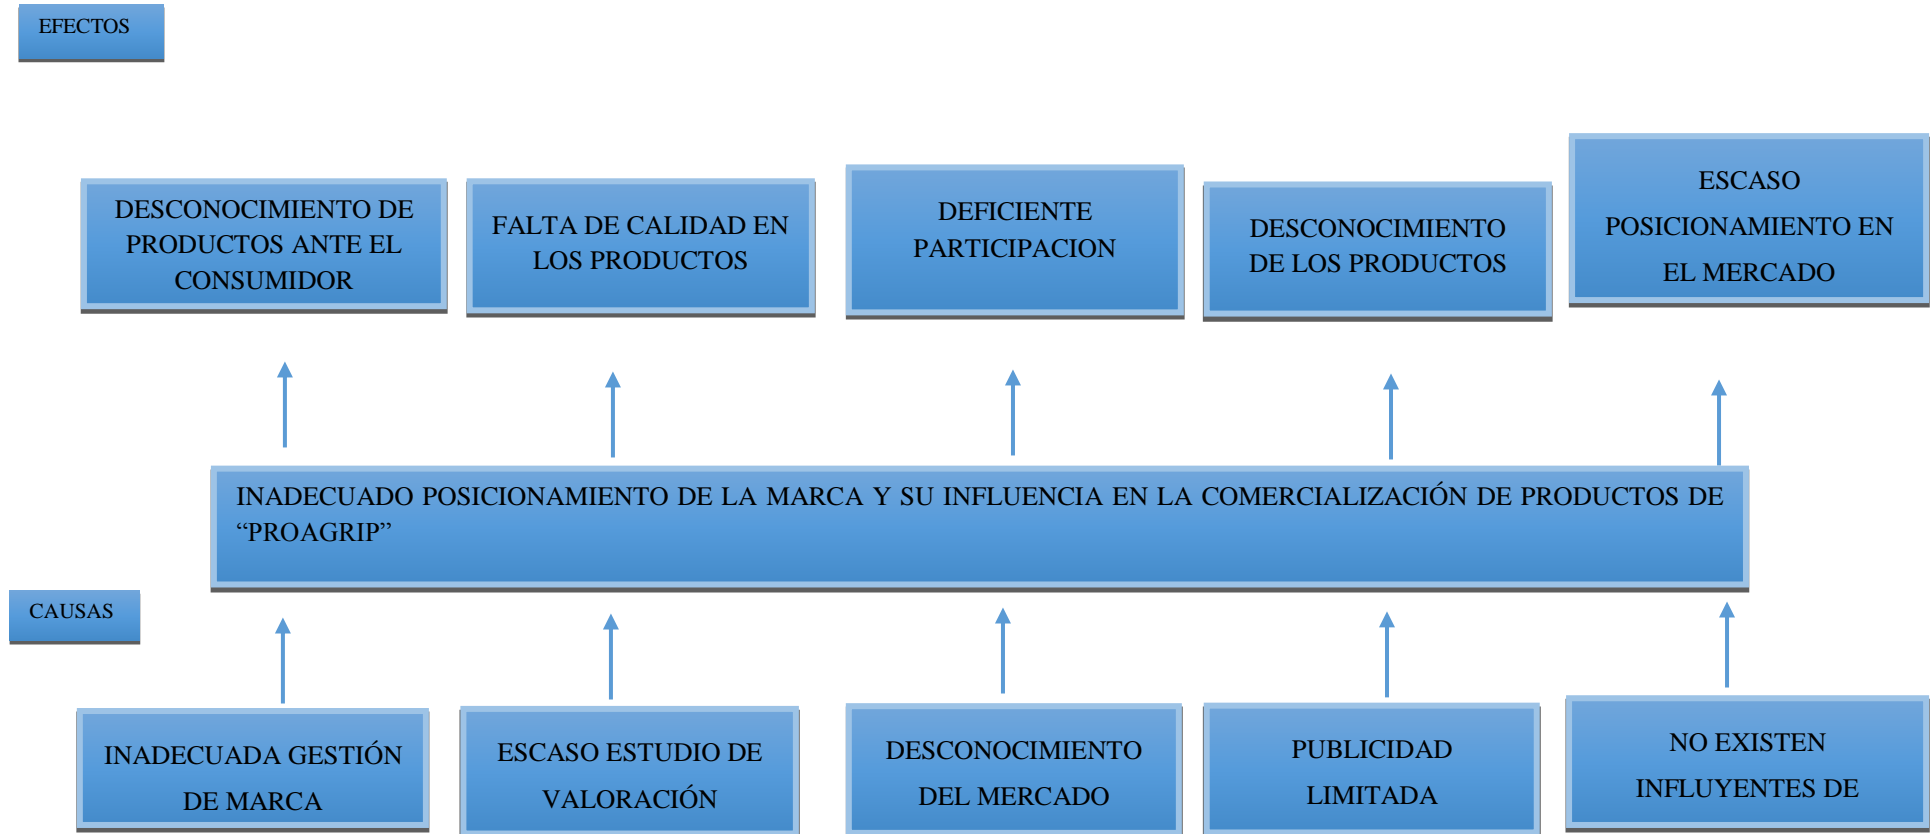 EFECTOS
DESCONOCIMIENTO DE
PRODUCTOS ANTE EL
CONSUMIDOR
FALTA DE CALIDAD EN
LOS PRODUCTOS
DEFICIENTE
PARTICIPACION
DESCONOCIMIENTO
DE LOS PRODUCTOS
ESCASO
POSICIONAMIENTO EN
EL MERCADO
INADECUADO POSICIONAMIENTO DE LA MARCA Y SU INFLUENCIA EN LA COMERCIALIZACIÓN DE PRODUCTOS DE
“PROAGRIP”
CAUSAS
INADECUADA GESTIÓN
DE MARCA
ESCASO ESTUDIO DE
VALORACIÓN
DESCONOCIMIENTO
DEL MERCADO
PUBLICIDAD
LIMITADA
NO EXISTEN
INFLUYENTES DE